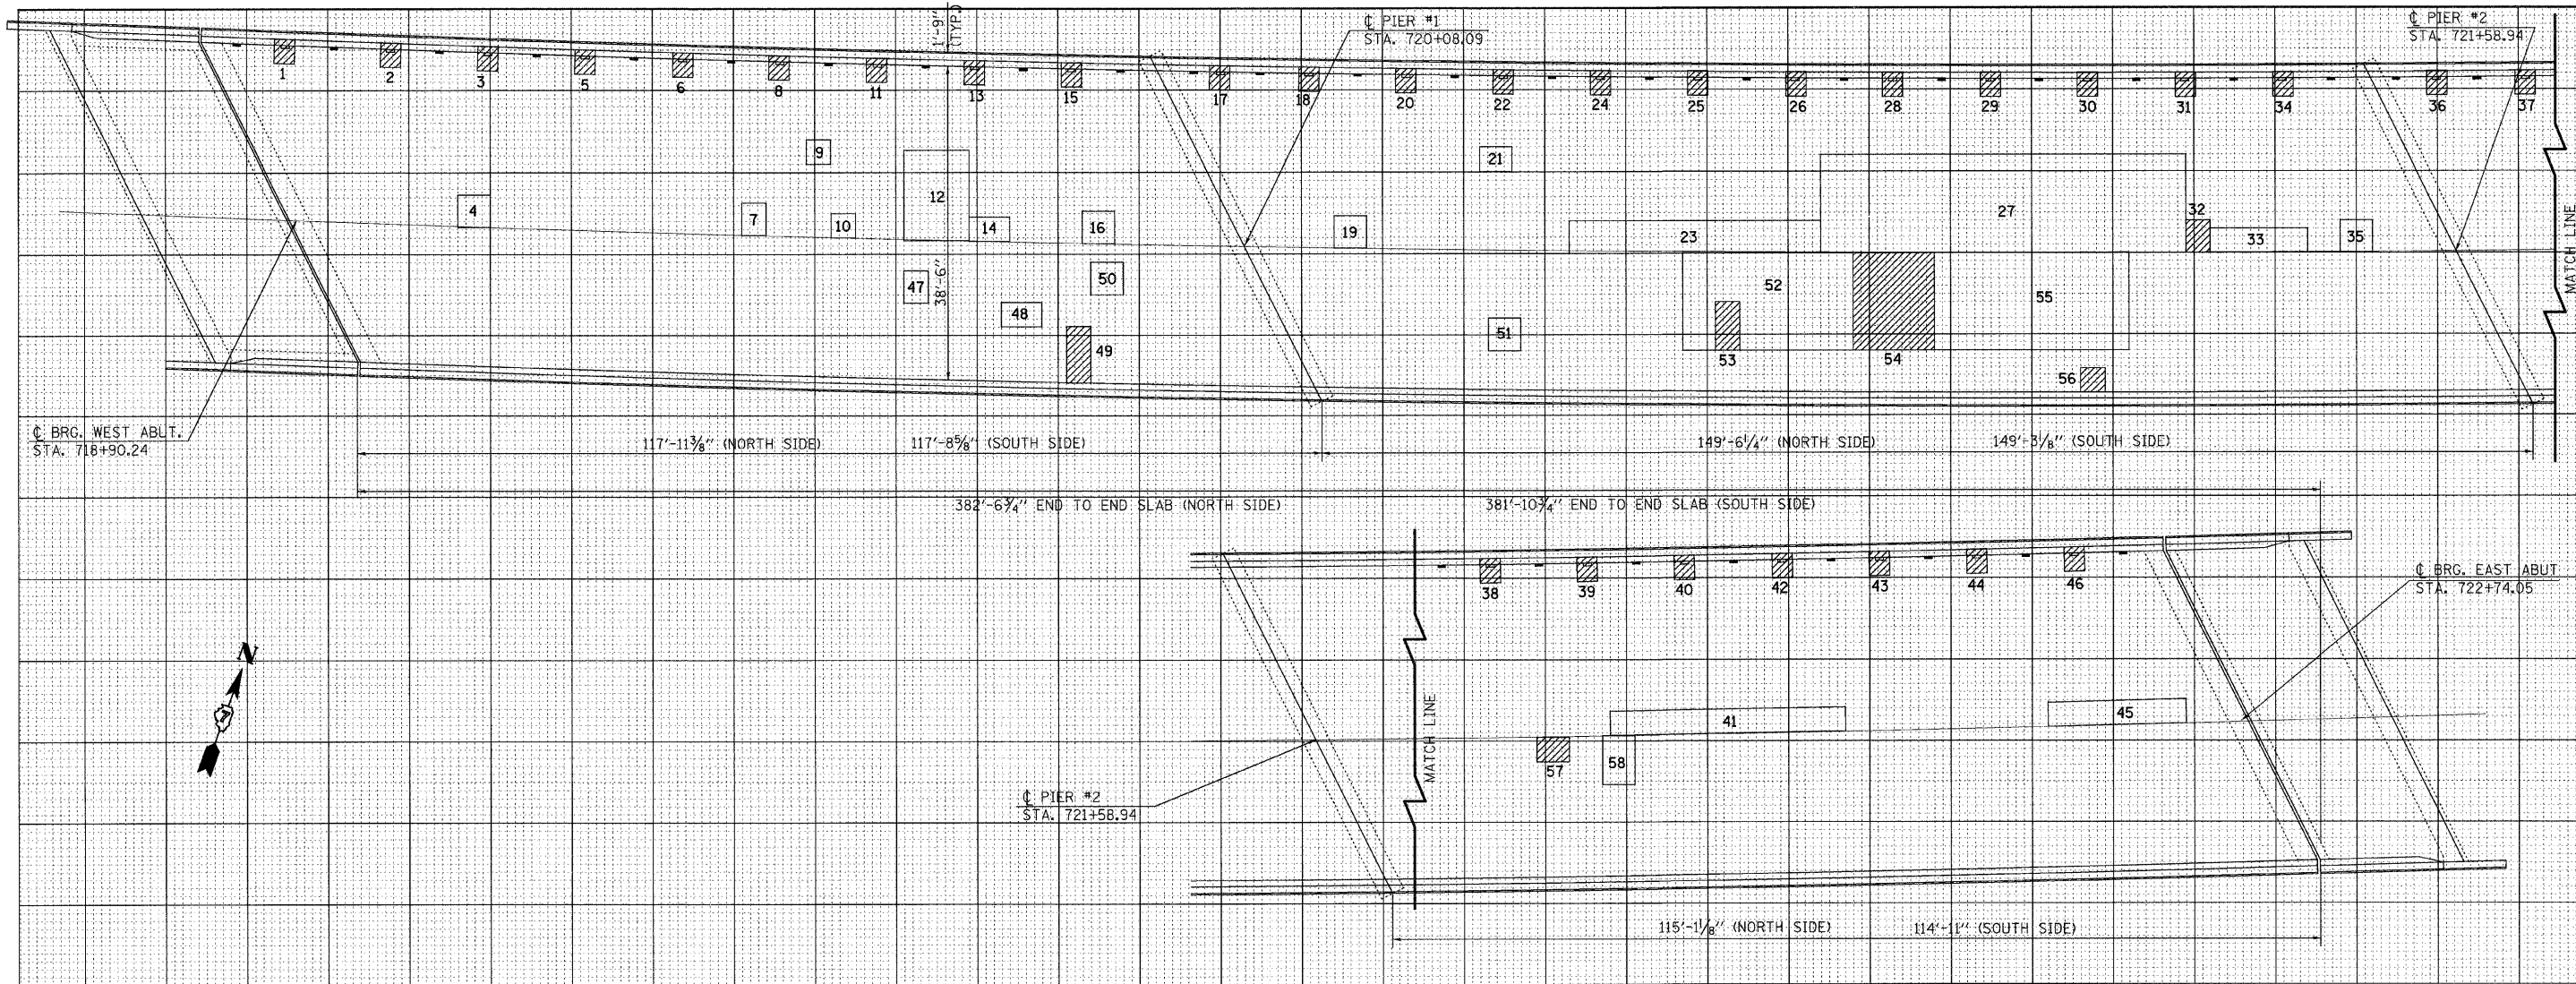 1'-9"
(TYP.)
℄ PIER #1
STA. 720+08.09
℄ PIER #2
STA. 721+58.94
1
2
3
5
6
8
11
13
15
17
18
20
22
24
25
26
28
29
30
31
34
36
37
9
21
12
4
7
10
14
16
19
23
27
32
33
35
MATCH LINE
47
38'-6"
50
48
49
51
52
53
54
55
56
℄ BRG. WEST ABUT.
STA. 718+90.24
117'-11⅜" (NORTH SIDE)
117'-8⅝" (SOUTH SIDE)
149'-6¼" (NORTH SIDE)
149'-3⅛" (SOUTH SIDE)
382'-6¾" END TO END SLAB (NORTH SIDE)
381'-10¾" END TO END SLAB (SOUTH SIDE)
38
39
40
42
43
44
46
℄ BRG. EAST ABUT
STA. 722+74.05
N
7
MATCH LINE
41
45
57
58
℄ PIER #2
STA. 721+58.94
115'-1⅛" (NORTH SIDE)
114'-11" (SOUTH SIDE)